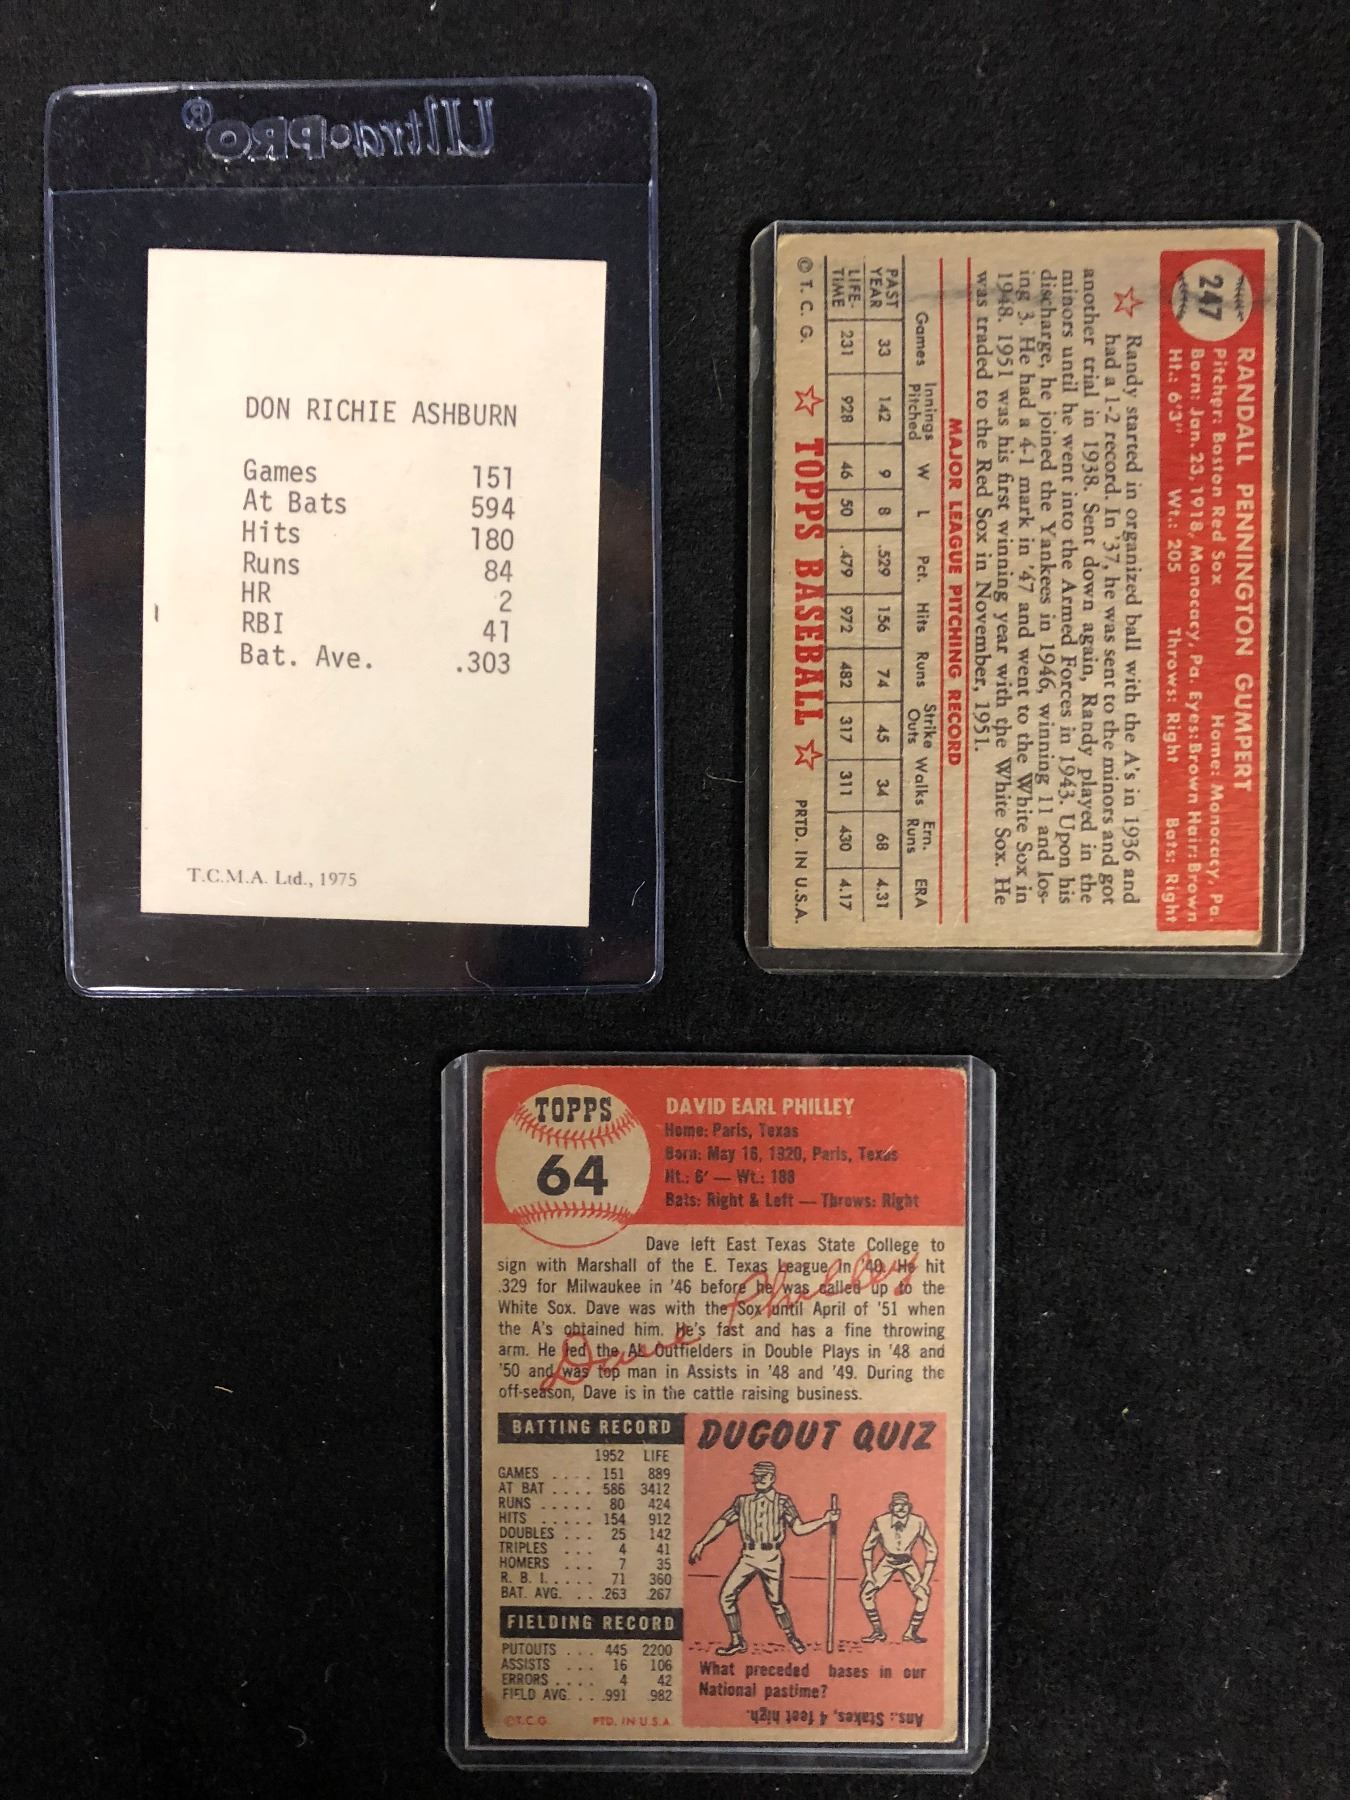 Ultra•PRO®
DON RICHIE ASHBURN
Games 151
At Bats 594
Hits 180
Runs 84
HR 2
RBI 41
Bat. Ave. .303
T.C.M.A. Ltd., 1975
247
RANDALL PENNINGTON GUMPERT
Pitcher: Boston Red Sox Home: Monocacy, Pa.
Born: Jan. 23, 1918, Monocacy, Pa. Eyes: Brown Hair: Brown
Ht.: 6'3" Wt.: 205 Throws: Right Bats: Right
Randy started in organized ball with the A's in 1936 and
had a 1-2 record. In '37, he was sent to the minors and got
another trial in 1938. Sent down again, Randy played in the
minors until he went into the Armed Forces in 1943. Upon his
discharge, he joined the Yankees in 1946, winning 11 and los-
ing 3. He had a 4-1 mark in '47 and went to the White Sox in
1948. 1951 was his first winning year with the White Sox. He
was traded to the Red Sox in November, 1951.
MAJOR LEAGUE PITCHING RECORD
Games Innings Pitched W L Pct. Hits Runs Strike Outs Walks Ern. Runs ERA
PAST YEAR 33 142 9 8 .529 156 74 45 34 68 4.31
LIFE-TIME 231 928 46 50 .479 972 482 317 311 430 4.17
© T. C. G. ☆ TOPPS BASEBALL ☆ PRTD. IN U.S.A.
TOPPS
64
DAVID EARL PHILLEY
Home: Paris, Texas
Born: May 16, 1920, Paris, Texas
Ht.: 6' — Wt.: 188
Bats: Right & Left — Throws: Right
Dave left East Texas State College to
sign with Marshall of the E. Texas League in '40. He hit
.329 for Milwaukee in '46 before he was called up to the
White Sox. Dave was with the Sox until April of '51 when
the A's obtained him. He's fast and has a fine throwing
arm. He led the AL Outfielders in Double Plays in '48 and
'50 and was top man in Assists in '48 and '49. During the
off-season, Dave is in the cattle raising business.
Dave Philley
BATTING RECORD
1952 LIFE
GAMES .... 151 889
AT BAT .... 586 3412
RUNS ..... 80 424
HITS ..... 154 912
DOUBLES ... 25 142
TRIPLES ... 4 41
HOMERS ... 7 35
R. B. I. .... 71 360
BAT. AVG. ... .263 .267
FIELDING RECORD
PUTOUTS ... 445 2200
ASSISTS ... 16 106
ERRORS .... 4 42
FIELD AVG. ... .991 .982
©T.C.G. PTD. IN U.S.A.
DUGOUT QUIZ
What preceded bases in our
National pastime?
Ans.: Stakes, 4 feet high.